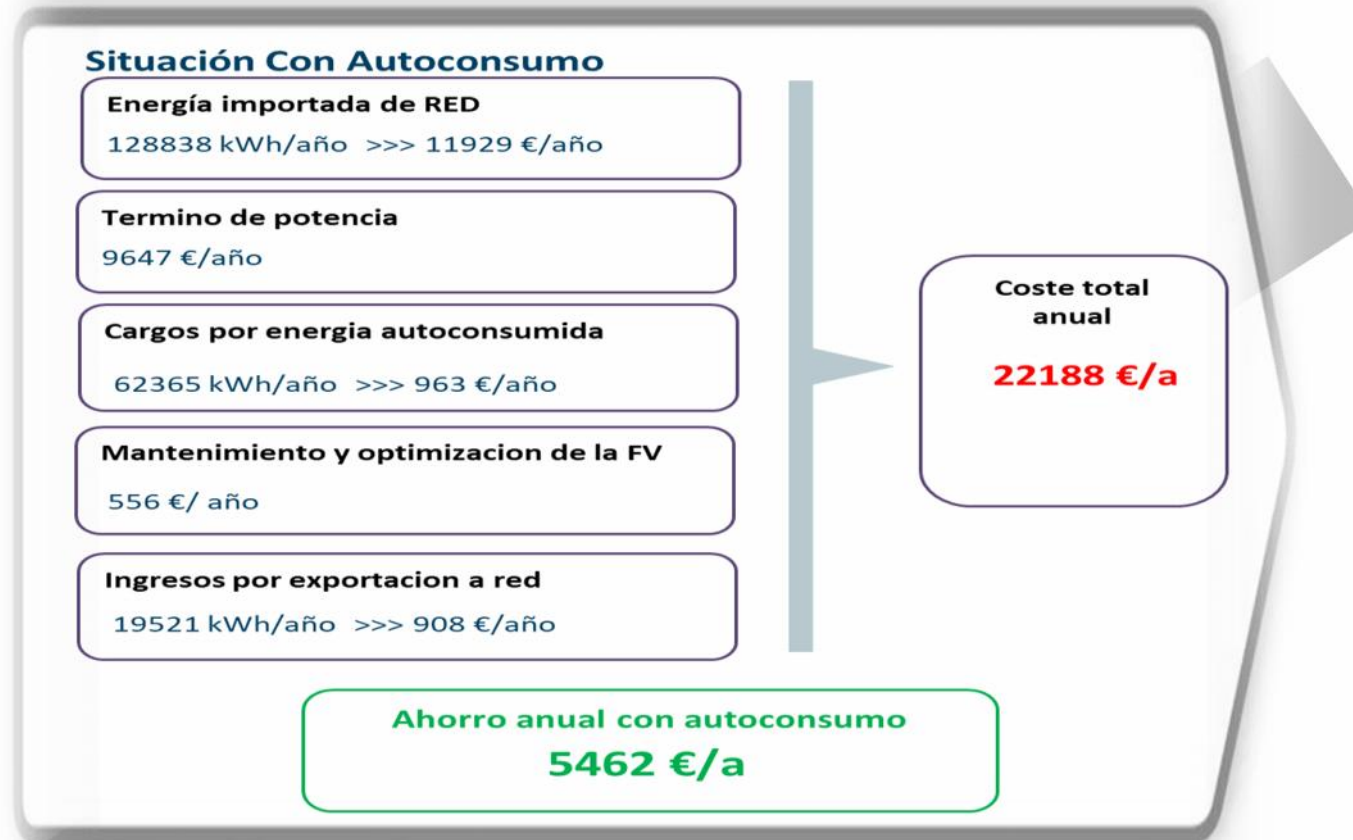 Situación Con Autoconsumo
Energía importada de RED
128838 kWh/año >>> 11929 €/año
Termino de potencia
9647 €/año
Cargos por energia autoconsumida
62365 kWh/año >>> 963 €/año
Mantenimiento y optimizacion de la FV
556 €/ año
Ingresos por exportacion a red
19521 kWh/año >>> 908 €/año
Coste total
anual
22188 €/a
Ahorro anual con autoconsumo
5462 €/a